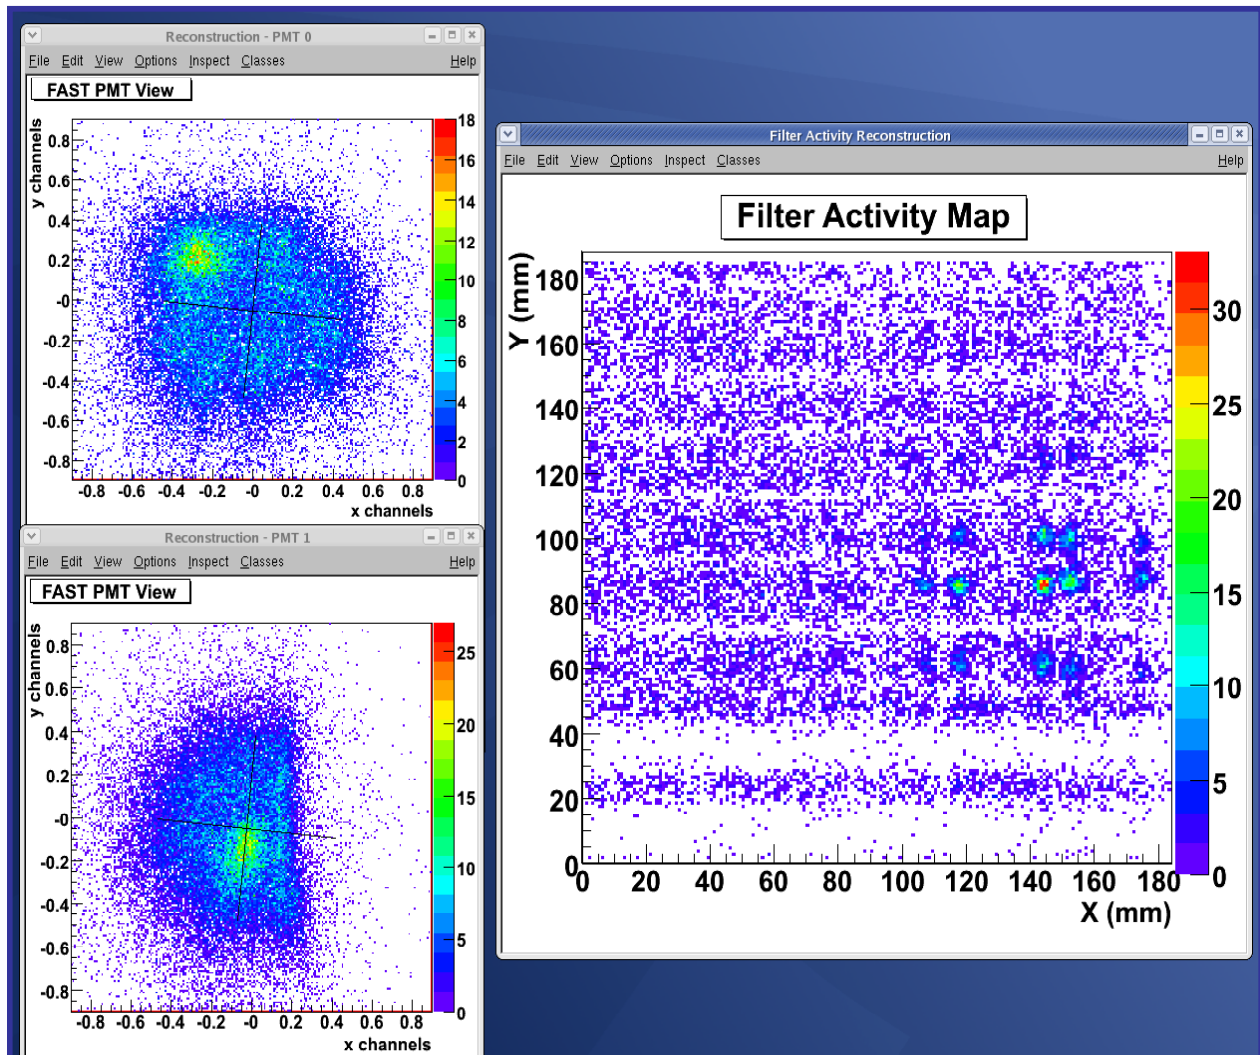 Reconstruction - PMT 0
File Edit View Options Inspect Classes Help
FAST PMT View
y channels
0.8
0.6
0.4
0.2
-0
-0.2
-0.4
-0.6
-0.8
-0.8 -0.6 -0.4 -0.2 -0 0.2 0.4 0.6 0.8
x channels
18
16
14
12
10
8
6
4
2
0
Reconstruction - PMT 1
File Edit View Options Inspect Classes Help
FAST PMT View
y channels
0.8
0.6
0.4
0.2
-0
-0.2
-0.4
-0.6
-0.8
-0.8 -0.6 -0.4 -0.2 -0 0.2 0.4 0.6 0.8
x channels
25
20
15
10
5
0
Filter Activity Reconstruction
File Edit View Options Inspect Classes Help
Filter Activity Map
Y (mm)
180
160
140
120
100
80
60
40
20
0
0 20 40 60 80 100 120 140 160 180
X (mm)
30
25
20
15
10
5
0